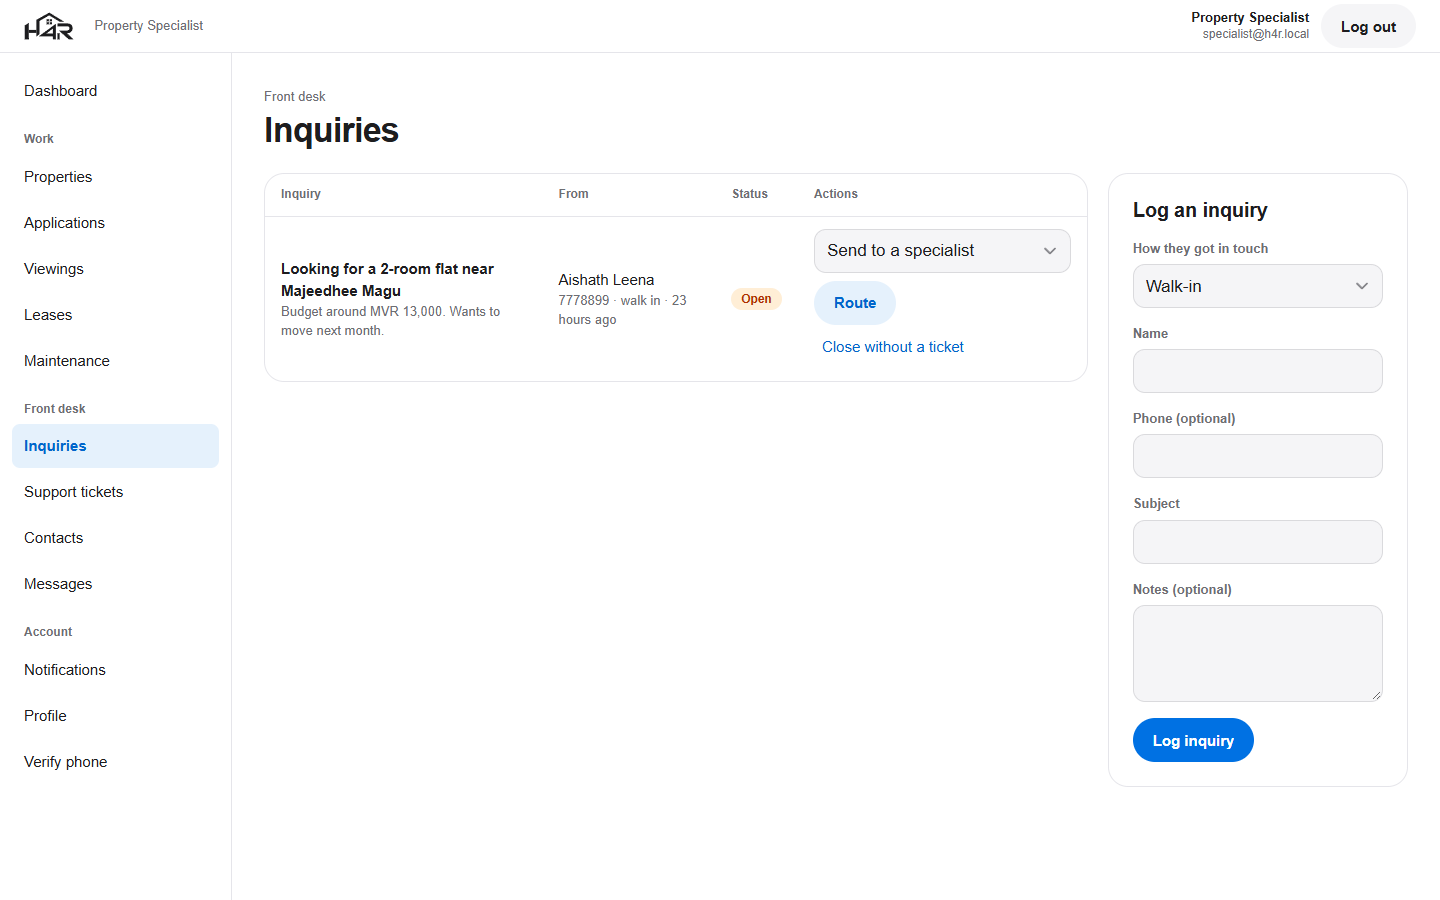 H4R
Property Specialist
Property Specialist
specialist@h4r.local
Log out
Dashboard
Work
Properties
Applications
Viewings
Leases
Maintenance
Front desk
Inquiries
Support tickets
Contacts
Messages
Account
Notifications
Profile
Verify phone
Front desk
Inquiries
Inquiry
From
Status
Actions
Looking for a 2-room flat near
Majeedhee Magu
Budget around MVR 13,000. Wants to
move next month.
Aishath Leena
7778899 · walk in · 23
hours ago
Open
Send to a specialist
Route
Close without a ticket
Log an inquiry
How they got in touch
Walk-in
Name
Phone (optional)
Subject
Notes (optional)
Log inquiry